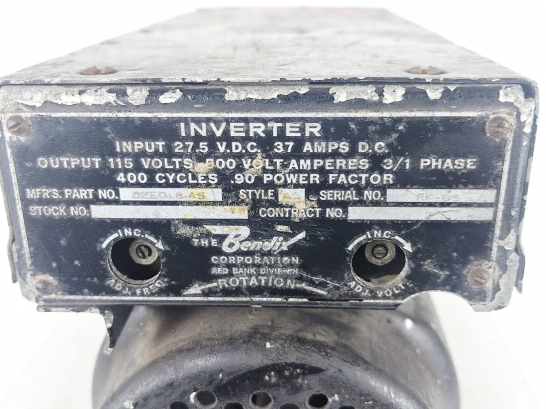 INVERTER
INPUT 27.5 V.D.C. 37 AMPS D.C.
OUTPUT 115 VOLTS 500 VOLT-AMPERES 3/1 PHASE
400 CYCLES .90 POWER FACTOR
MFR'S. PART NO. STYLE SERIAL NO.
STOCK NO. CONTRACT NO.
INC. THE Bendix INC.
CORPORATION
RED BANK DIVISION
ADJ. FREQ. ROTATION ADJ. VOLT.